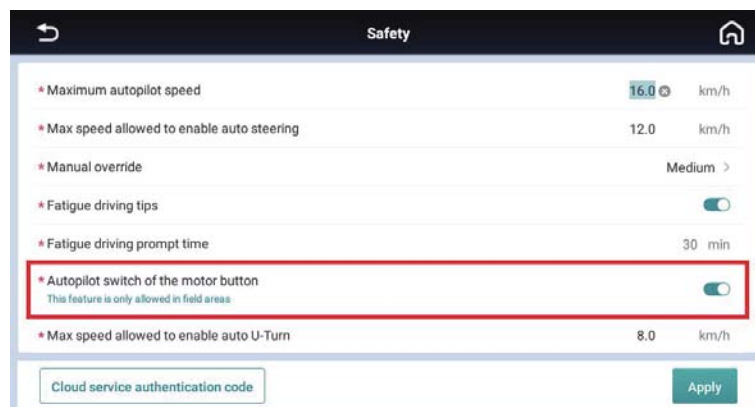 Safety
* Maximum autopilot speed 16.0 km/h
* Max speed allowed to enable auto steering 12.0 km/h
* Manual override Medium >
* Fatigue driving tips
* Fatigue driving prompt time 30 min
* Autopilot switch of the motor button
This feature is only allowed in field areas
* Max speed allowed to enable auto U-Turn 8.0 km/h
Cloud service authentication code Apply